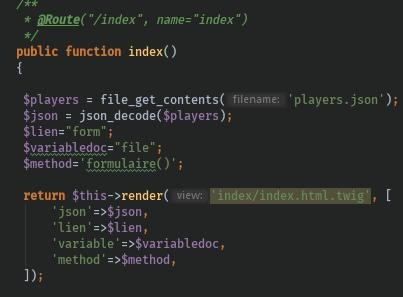 /**
* @Route("/index", name="index")
*/
public function index()
{
$players = file_get_contents( filename: 'players.json');
$json = json_decode($players);
$lien="form";
$variabledoc="file";
$method='formulaire()';
return $this->render( view: 'index/index.html.twig', [
'json'=>$json,
'lien'=>$lien,
'variable'=>$variabledoc,
'method'=>$method,
]);